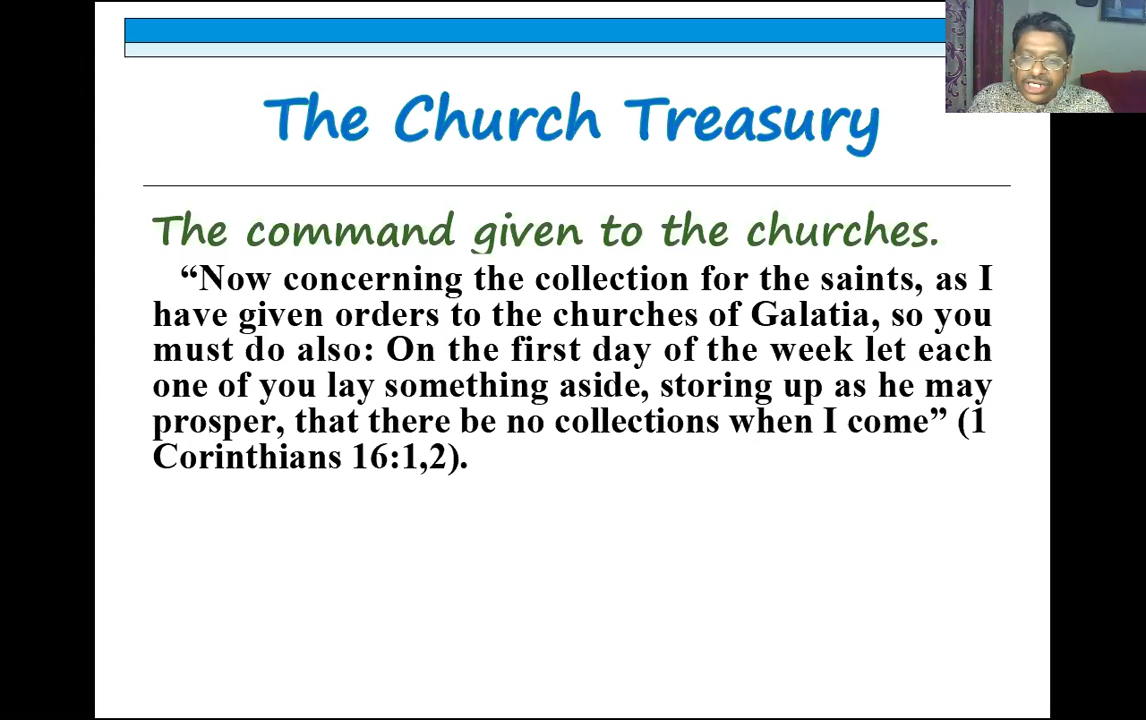 The Church Treasury
The command given to the churches.
“Now concerning the collection for the saints, as I
have given orders to the churches of Galatia, so you
must do also: On the first day of the week let each
one of you lay something aside, storing up as he may
prosper, that there be no collections when I come” (1
Corinthians 16:1,2).